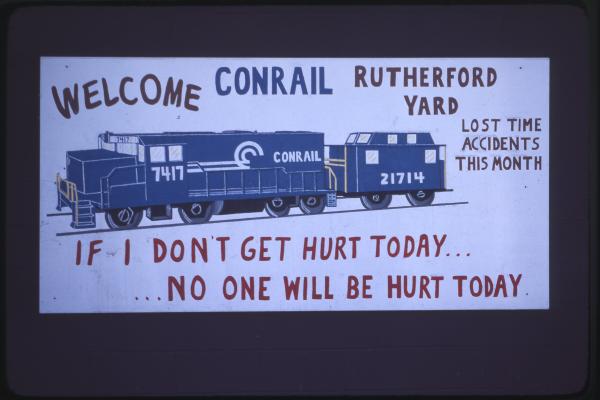 WELCOME CONRAIL RUTHERFORD
YARD
LOST TIME
ACCIDENTS
THIS MONTH
7417
7417 CONRAIL
21714
IF I DON'T GET HURT TODAY...
...NO ONE WILL BE HURT TODAY.